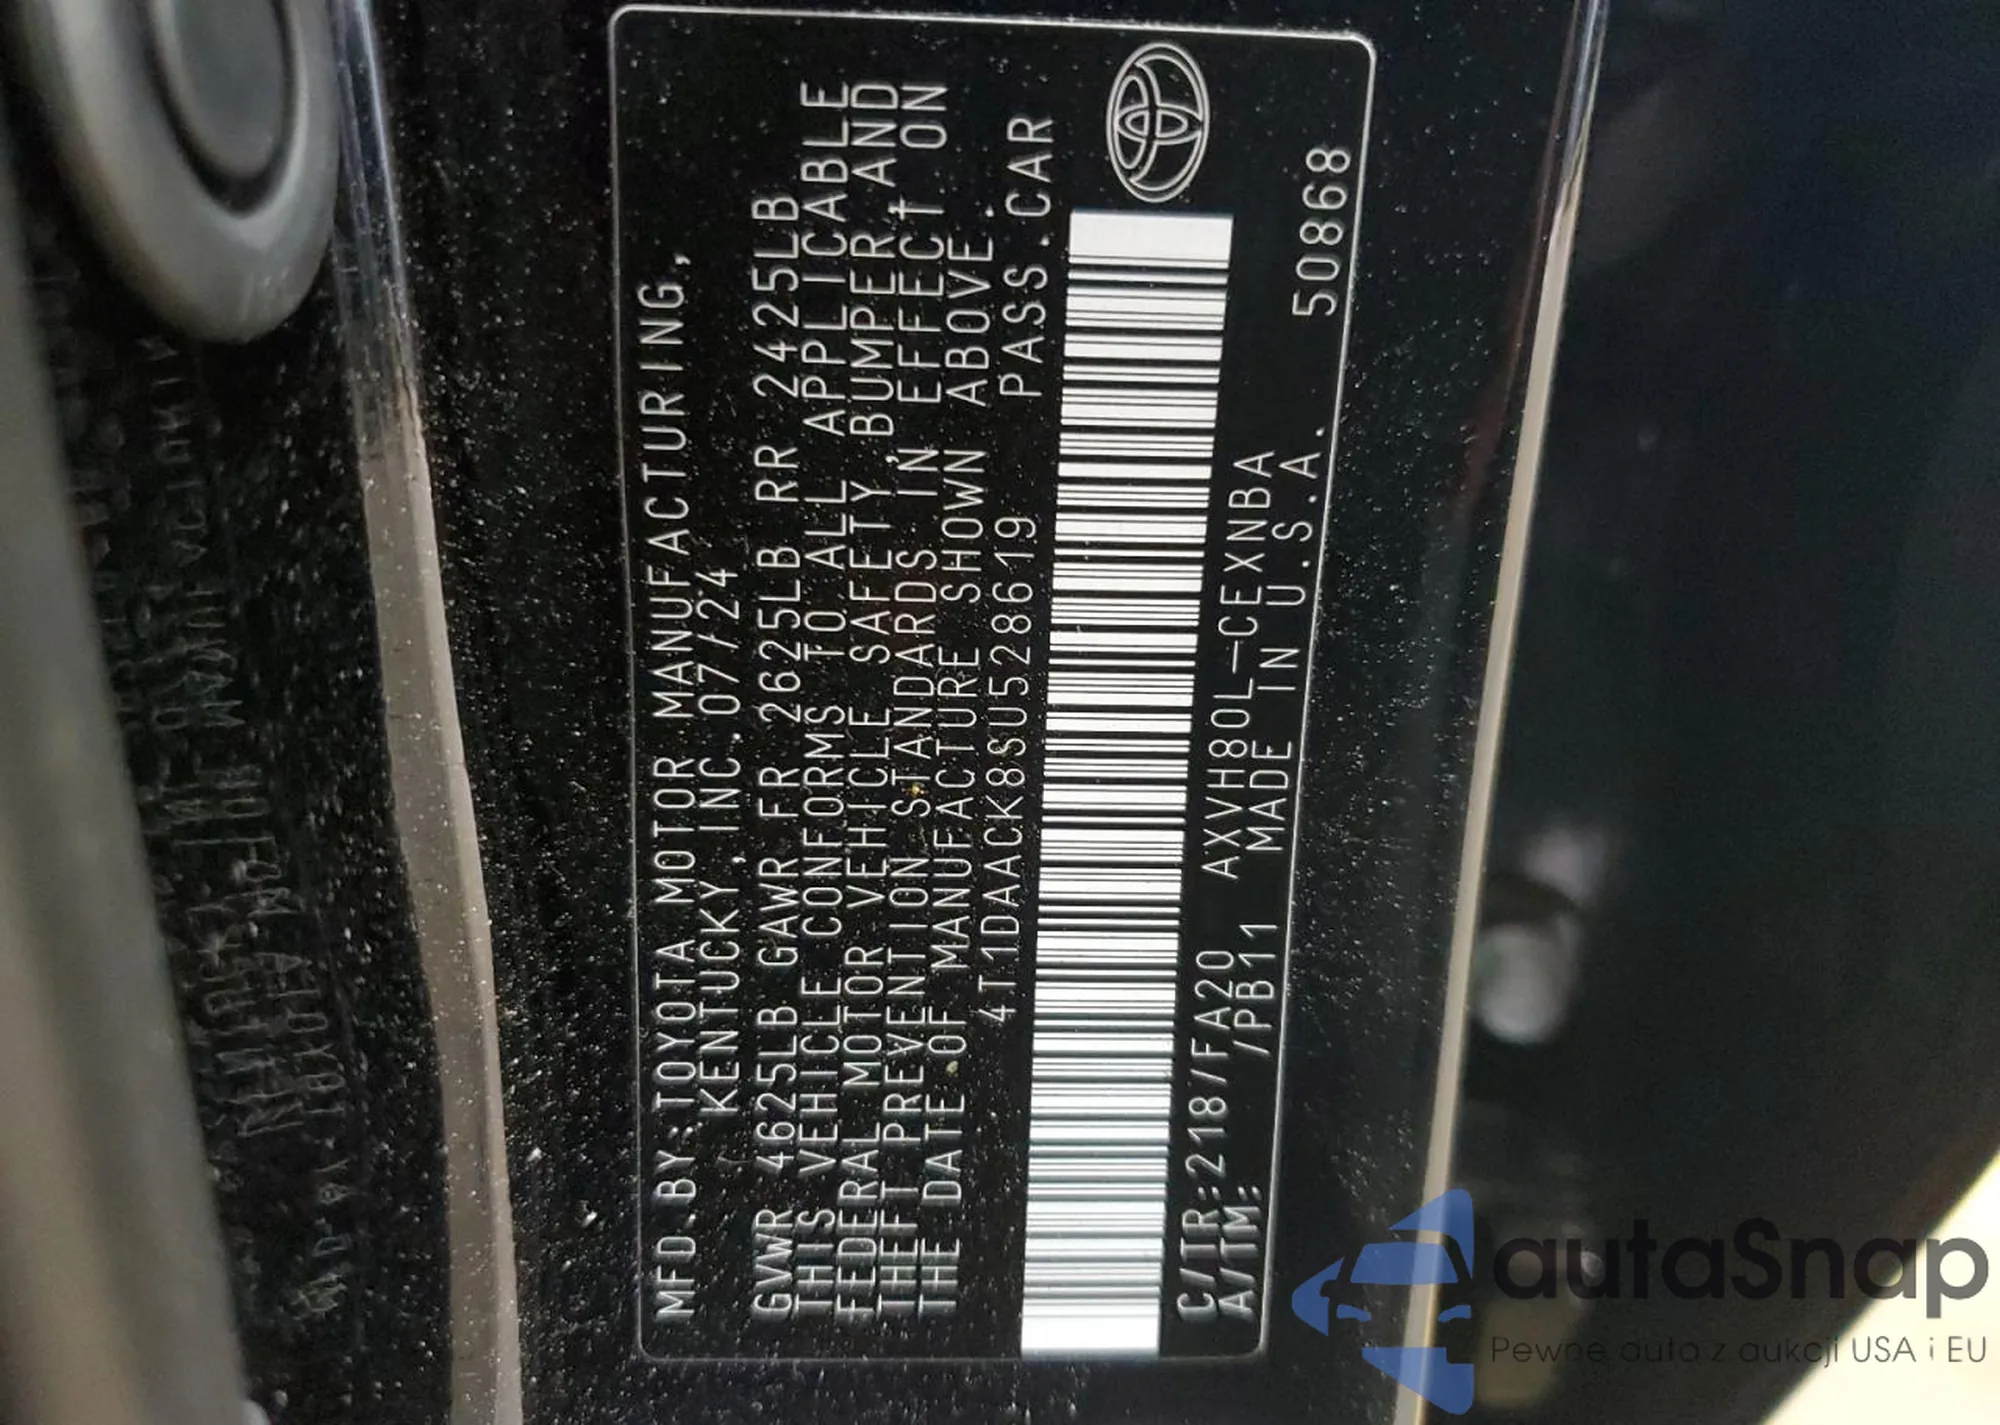 MFD.BY:TOYOTA MOTOR MANUFACTURING,
KENTUCKY,INC.07/24
GVWR 4625LB GAWR FR 2625LB RR 2425LB
THIS VEHICLE CONFORMS TO ALL APPLICABLE
FEDERAL MOTOR VEHICLE SAFETY,BUMPER,AND
THEFT PREVENTION STANDARDS IN EFFECT ON
THE DATE OF MANUFACTURE SHOWN ABOVE.
4T1DAACK8SU528619 PASS.CAR
C/TR:218/FA20 AXVH80L-CEXNBA
A/TM: /PB11 MADE IN U.S.A. 50868
autaSnap
Pewne auta z aukcji USA i EU